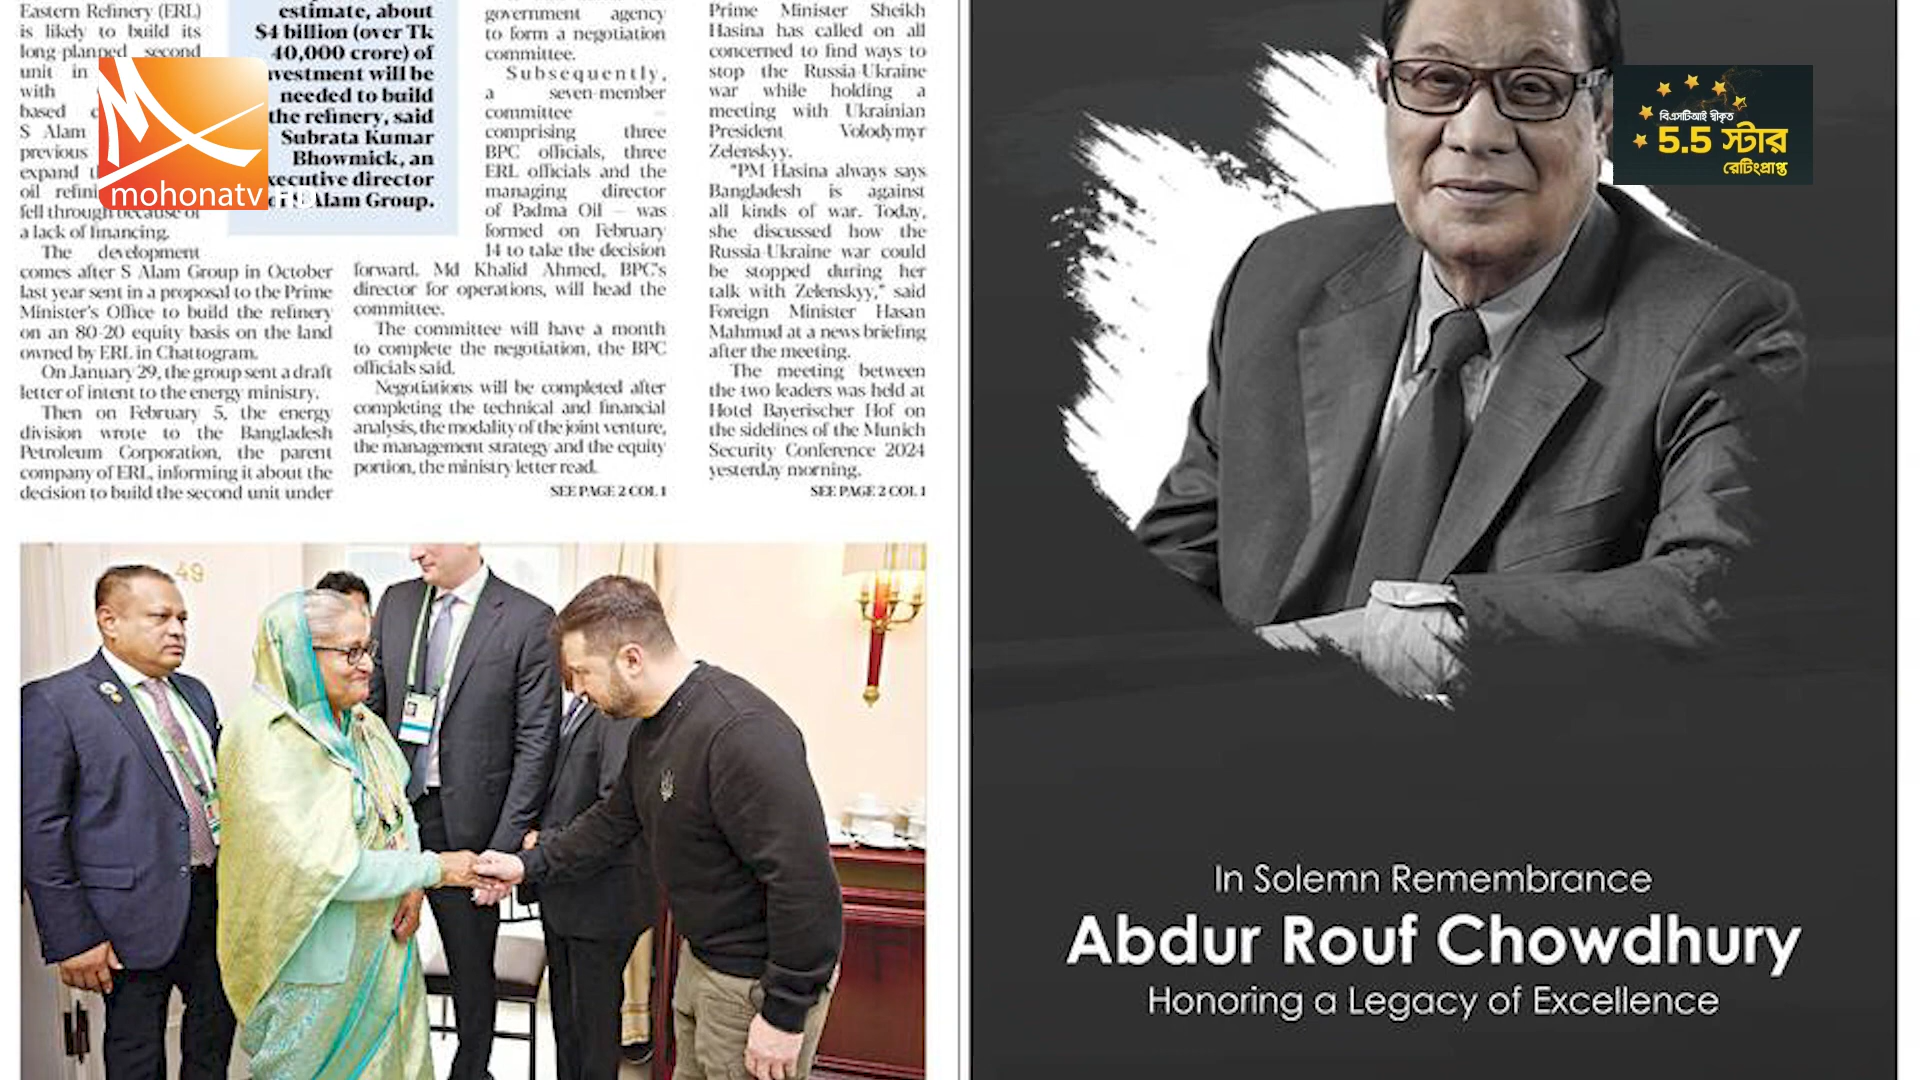 Eastern Refinery (ERL)
is likely to build its
long-planned second
unit in
with
based
S Alam
previous
expand
oil
fell through because of
a lack of financing.
The development
comes after S Alam Group in October
last year sent in a proposal to the Prime
Minister's Office to build the refinery
on an 80-20 equity basis on the land
owned by ERL in Chattogram.
On January 29, the group sent a draft
letter of intent to the energy ministry.
Then on February 5, the energy
division wrote to the Bangladesh
Petroleum Corporation, the parent
company of ERL, informing it about the
decision to build the second unit under
estimate, about
$4 billion (over Tk
40,000 crore) of
investment will be
needed to build
the refinery, said
Subrata Kumar
Bhowmick, an
executive director
Alam Group.
mohonatv HD
government agency
to form a negotiation
committee.
Subsequently,
a seven-member
committee –
comprising three
BPC officials, three
ERL officials and the
managing director
of Padma Oil – was
formed on February
14 to take the decision
forward. Md Khalid Ahmed, BPC's
director for operations, will head the
committee.
The committee will have a month
to complete the negotiation, the BPC
officials said.
Negotiations will be completed after
completing the technical and financial
analysis, the modality of the joint venture,
the management strategy and the equity
portion, the ministry letter read.
SEE PAGE 2 COL 1
Prime Minister Sheikh
Hasina has called on all
concerned to find ways to
stop the Russia-Ukraine
war while holding a
meeting with Ukrainian
President Volodymyr
Zelenskyy.
"PM Hasina always says
Bangladesh is against
all kinds of war. Today,
she discussed how the
Russia-Ukraine war could
be stopped during her
talk with Zelenskyy," said
Foreign Minister Hasan
Mahmud at a news briefing
after the meeting.
The meeting between
the two leaders was held at
Hotel Bayerischer Hof on
the sidelines of the Munich
Security Conference 2024
yesterday morning.
SEE PAGE 2 COL 1
49
বিএসটিআই স্বীকৃত
5.5 স্টার
রেটিংপ্রাপ্ত
In Solemn Remembrance
Abdur Rouf Chowdhury
Honoring a Legacy of Excellence